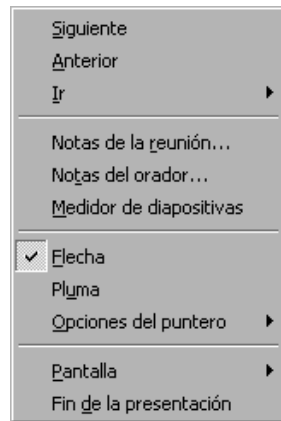 Siguiente
Anterior
Ir
Notas de la reunión...
Notas del orador...
Medidor de diapositivas
Flecha
Pluma
Opciones del puntero
Pantalla
Fin de la presentación